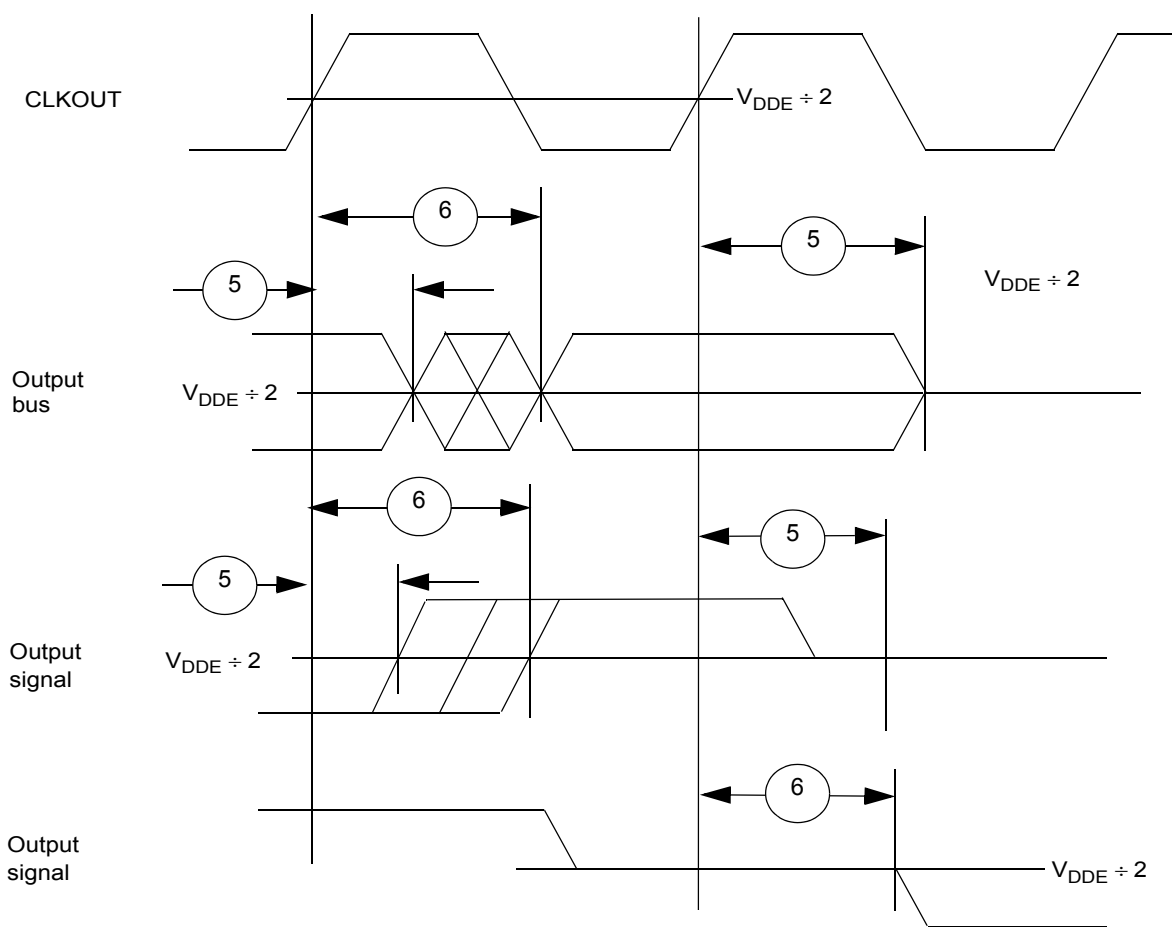 CLKOUT
V_DDE ÷ 2
6
5
5
V_DDE ÷ 2
Output
bus
V_DDE ÷ 2
6
5
5
Output
signal
V_DDE ÷ 2
6
Output
signal
V_DDE ÷ 2